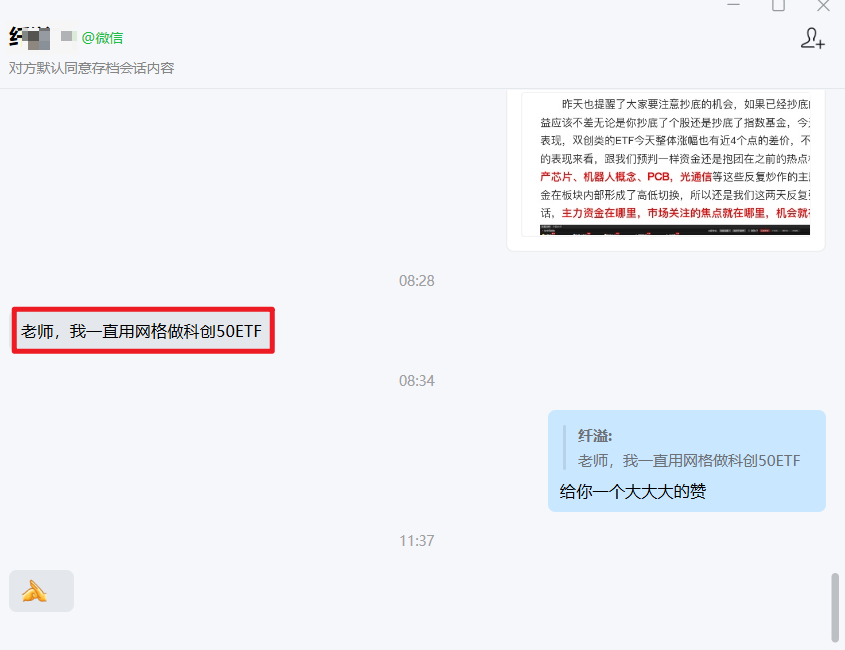 @微信
对方默认同意存档会话内容
昨天也提醒了大家要注意抄底的机会，如果已经抄底
益应该不差无论是你抄底了个股还是抄底了指数基金，今
表现，双创类的ETF今天整体涨幅也有近4个点的差价，不
的表现来看，跟我们预判一样资金还是抱团在之前的热点
产芯片、机器人概念、PCB，光通信等这些反复炒作的主
金在板块内部形成了高低切换，所以还是我们这两天反复
话，主力资金在哪里，市场关注的焦点就在哪里，机会就
08:28
老师，我一直用网格做科创50ETF
08:34
纤溢:
老师，我一直用网格做科创50ETF
给你一个大大大的赞
11:37